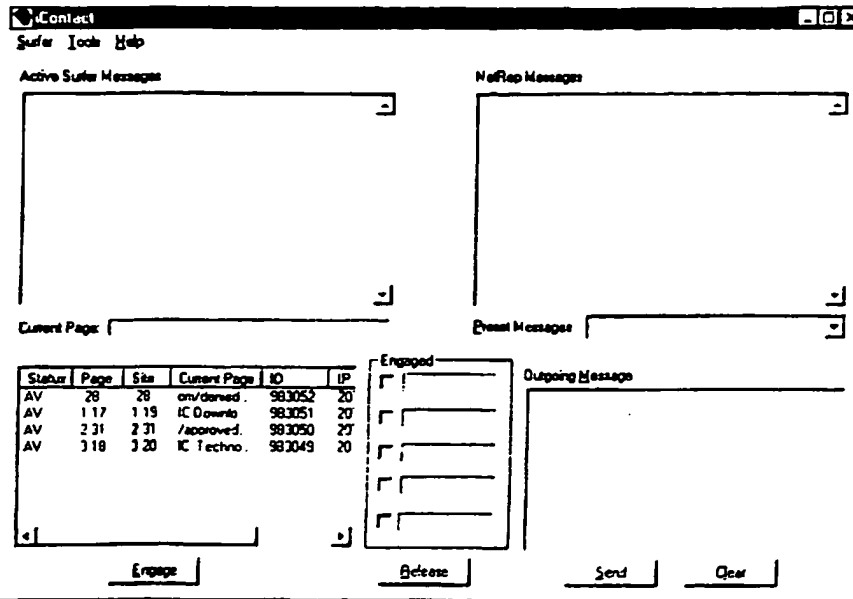 iContact
Surfer Tools Help
Active Surfer Messages
NetRep Messages
Current Page:
Preset Messages
Status Page Site Current Page ID IP
AV 28 28 om/denied . 983052 20
AV 1 17 1 19 IC Downlo 983051 20
AV 2 31 2 31 /approved. 983050 20
AV 3 18 3 20 IC Techno . 983049 20
Engaged
Outgoing Message
Engage
Release
Send
Clear